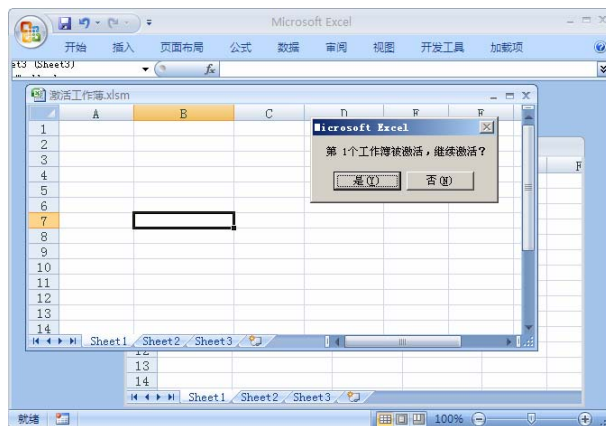 Microsoft Excel
开始 插入 页面布局 公式 数据 审阅 视图 开发工具 加载项
et3 (Sheet3)
fx
激活工作薄.xlsm
A B C D E F
Microsoft Excel
第 1个工作簿被激活，继续激活？
是(Y) 否(N)
F
1
2
3
4
5
6
7
8
9
10
11
12
13
14
Sheet1 Sheet2 Sheet3
12
13
14
Sheet1 Sheet2 Sheet3
就绪 100%